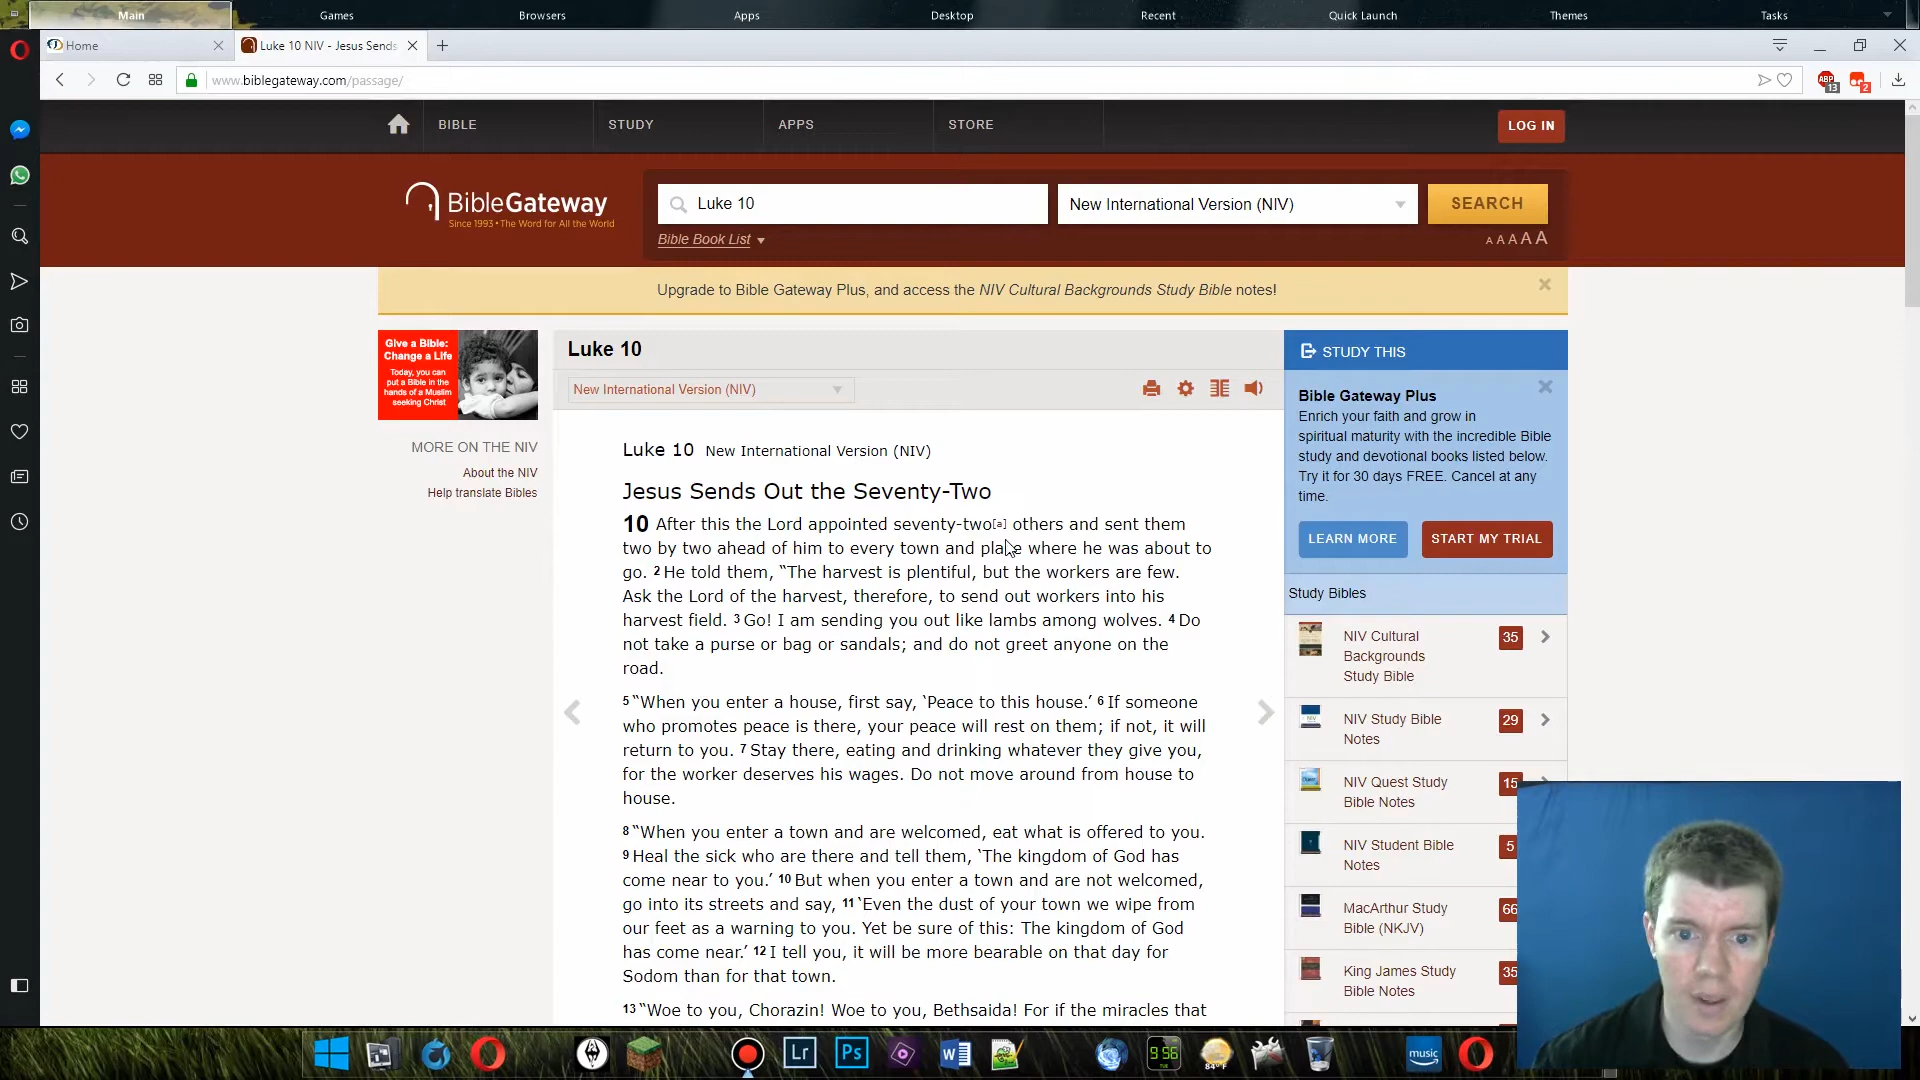 Main Games Browsers Apps Desktop Recent Quick Launch Themes Tasks
Home Luke 10 NIV - Jesus Sends
www.biblegateway.com/passage/
ABP 13 2
BIBLE STUDY APPS STORE LOG IN
BibleGateway
Since 1993 • The Word for All the World
Luke 10
New International Version (NIV)
SEARCH
Bible Book List
A A A A A
Upgrade to Bible Gateway Plus, and access the NIV Cultural Backgrounds Study Bible notes!
Give a Bible:
Change a Life
Today, you can
put a Bible in the
hands of a Muslim
seeking Christ
MORE ON THE NIV
About the NIV
Help translate Bibles
Luke 10
New International Version (NIV)
Luke 10 New International Version (NIV)
Jesus Sends Out the Seventy-Two
10 After this the Lord appointed seventy-two[a] others and sent them
two by two ahead of him to every town and place where he was about to
go. 2 He told them, “The harvest is plentiful, but the workers are few.
Ask the Lord of the harvest, therefore, to send out workers into his
harvest field. 3 Go! I am sending you out like lambs among wolves. 4 Do
not take a purse or bag or sandals; and do not greet anyone on the
road.
5 “When you enter a house, first say, ‘Peace to this house.’ 6 If someone
who promotes peace is there, your peace will rest on them; if not, it will
return to you. 7 Stay there, eating and drinking whatever they give you,
for the worker deserves his wages. Do not move around from house to
house.
8 “When you enter a town and are welcomed, eat what is offered to you.
9 Heal the sick who are there and tell them, ‘The kingdom of God has
come near to you.’ 10 But when you enter a town and are not welcomed,
go into its streets and say, 11 ‘Even the dust of your town we wipe from
our feet as a warning to you. Yet be sure of this: The kingdom of God
has come near.’ 12 I tell you, it will be more bearable on that day for
Sodom than for that town.
13 “Woe to you, Chorazin! Woe to you, Bethsaida! For if the miracles that
STUDY THIS
Bible Gateway Plus
Enrich your faith and grow in
spiritual maturity with the incredible Bible
study and devotional books listed below.
Try it for 30 days FREE. Cancel at any
time.
LEARN MORE START MY TRIAL
Study Bibles
NIV Cultural 35
Backgrounds
Study Bible
NIV Study Bible 29
Notes
NIV Quest Study 15
Bible Notes
NIV Student Bible 5
Notes
MacArthur Study 66
Bible (NKJV)
King James Study 35
Bible Notes
Lr Ps W 9:56 84°F music